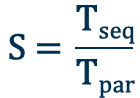 S = T_seq / T_par